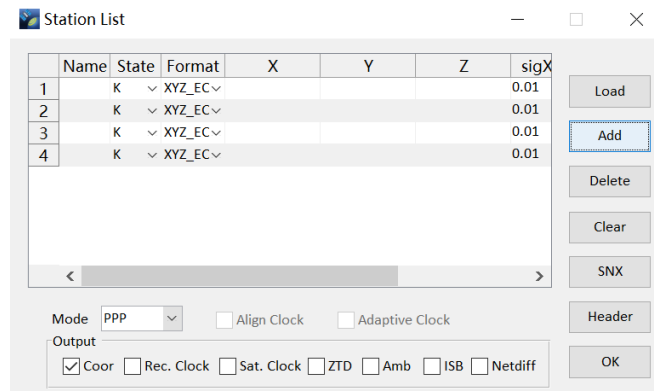 Station List
Name State Format X Y Z sigX
1 K XYZ_EC 0.01
2 K XYZ_EC 0.01
3 K XYZ_EC 0.01
4 K XYZ_EC 0.01
Load
Add
Delete
Clear
SNX
Header
OK
Mode PPP Align Clock Adaptive Clock
Output
Coor Rec. Clock Sat. Clock ZTD Amb ISB Netdiff